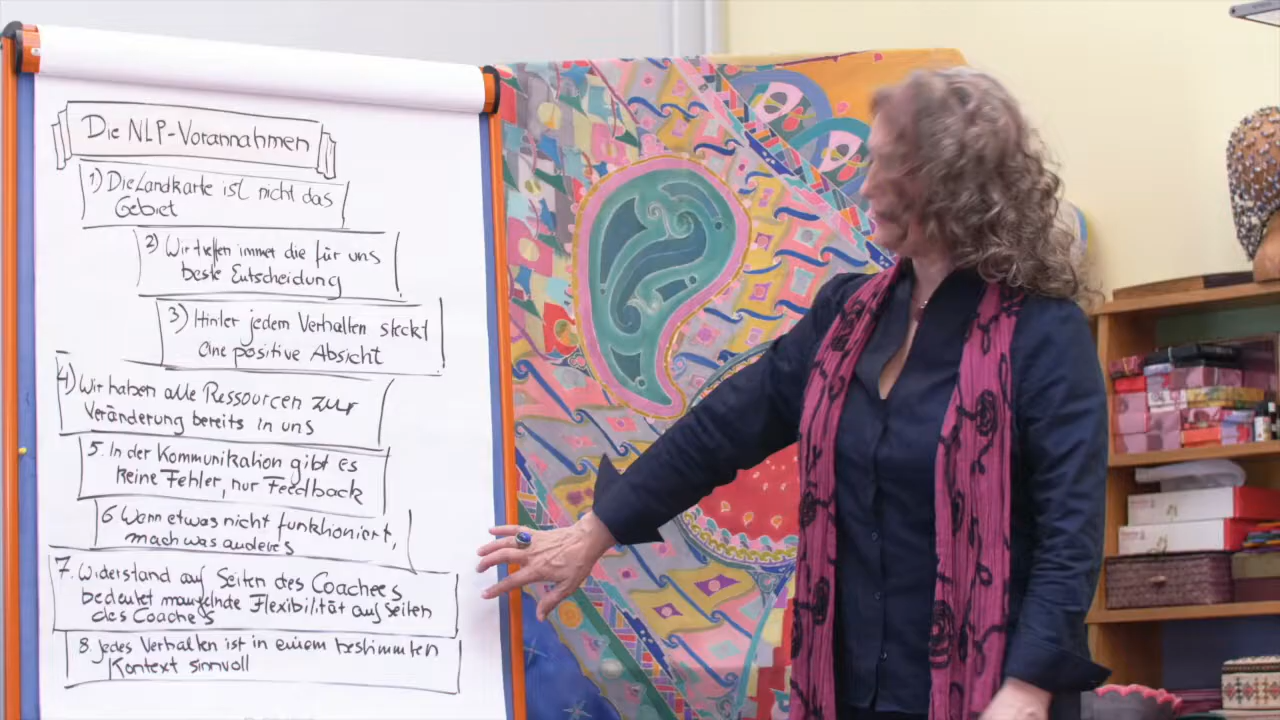 Die NLP-Vorannahmen
1) Die Landkarte ist nicht das
Gebiet
2) Wir treffen immer die für uns
beste Entscheidung
3) Hinter jedem Verhalten steckt
eine positive Absicht
4) Wir haben alle Ressourcen zur
Veränderung bereits in uns
5. In der Kommunikation gibt es
keine Fehler, nur Feedback
6 Wenn etwas nicht funktioniert,
mach was anderes
7. Widerstand auf Seiten des Coachees
bedeutet mangelnde Flexibilität auf Seiten
des Coaches
8. Jedes Verhalten ist in einem bestimmten
Kontext sinnvoll